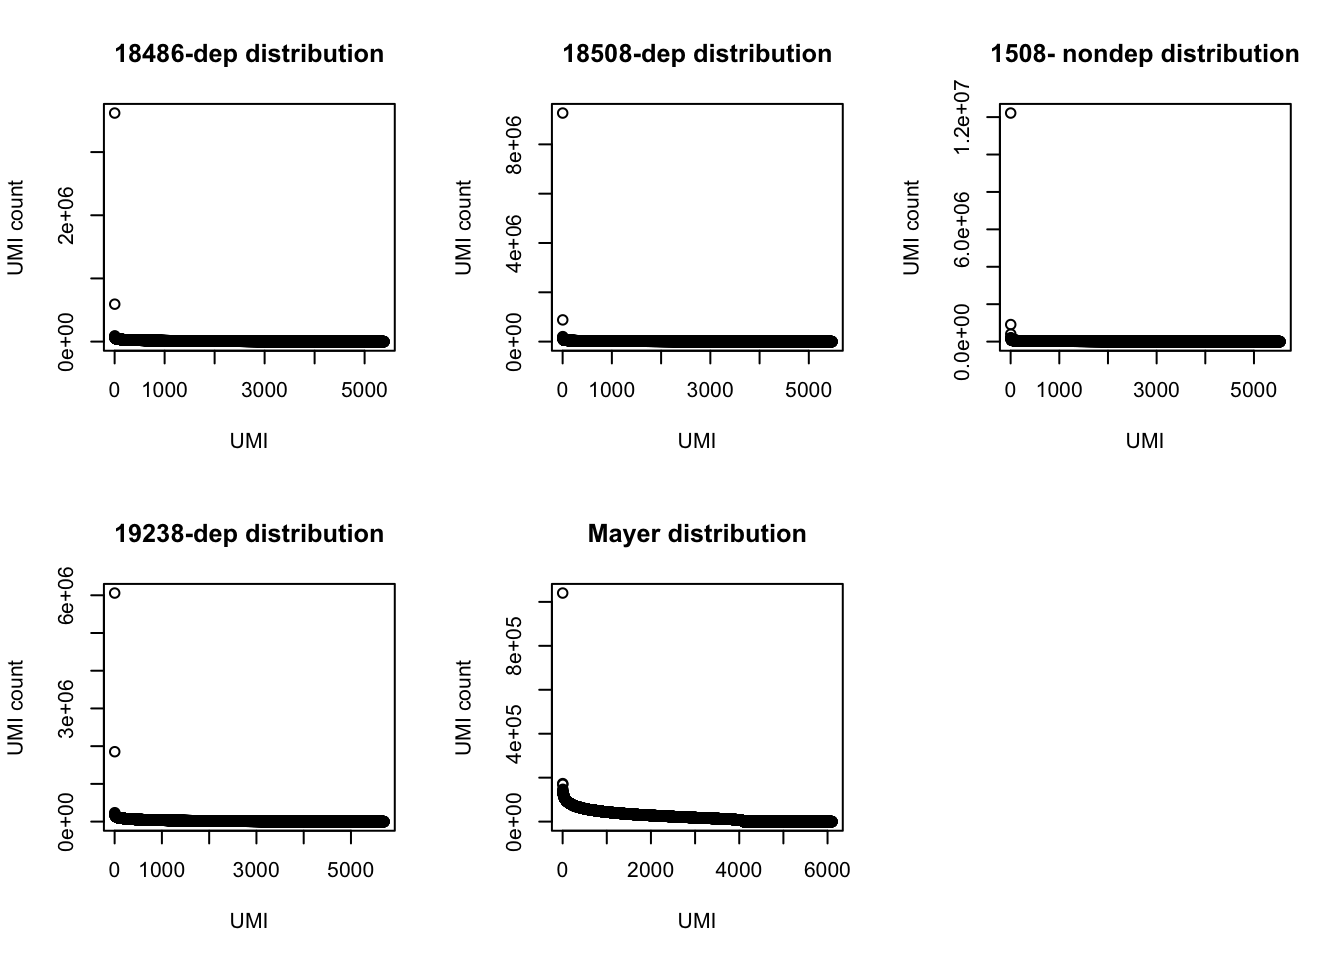 18486-dep distribution
UMI count
0e+00 2e+06
0 1000 3000 5000
UMI
18508-dep distribution
UMI count
0e+00 4e+06 8e+06
0 1000 3000 5000
UMI
1508- nondep distribution
UMI count
0.0e+00 6.0e+06 1.2e+07
0 1000 3000 5000
UMI
19238-dep distribution
UMI count
0e+00 3e+06 6e+06
0 1000 3000 5000
UMI
Mayer distribution
UMI count
0e+00 4e+05 8e+05
0 2000 4000 6000
UMI